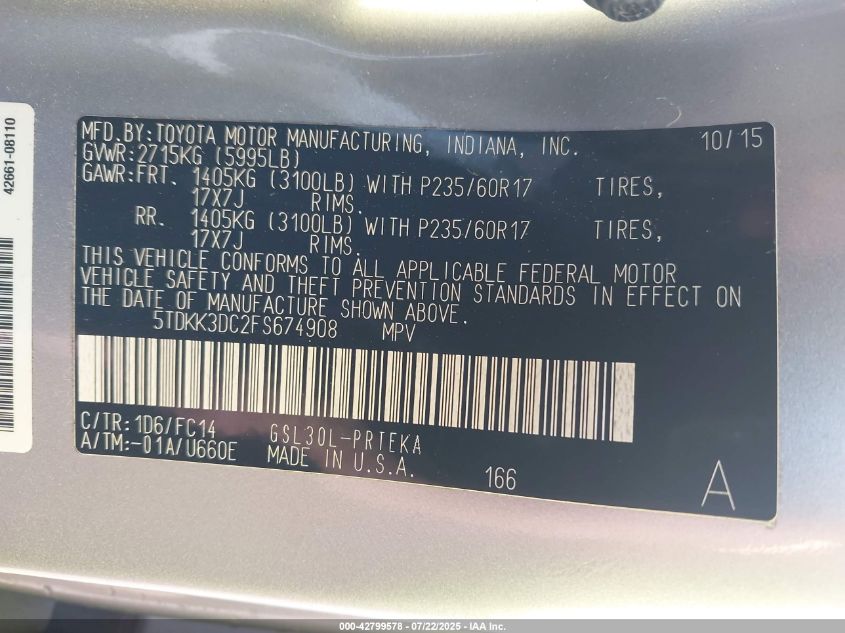 42661-08110
MFD.BY:TOYOTA MOTOR MANUFACTURING, INDIANA, INC. 10/15
GVWR:2715KG (5995LB)
GAWR:FRT. 1405KG (3100LB) WITH P235/60R17 TIRES,
17X7J RIMS.
RR. 1405KG (3100LB) WITH P235/60R17 TIRES,
17X7J RIMS.
THIS VEHICLE CONFORMS TO ALL APPLICABLE FEDERAL MOTOR
VEHICLE SAFETY AND THEFT PREVENTION STANDARDS IN EFFECT ON
THE DATE OF MANUFACTURE SHOWN ABOVE.
5TDKK3DC2FS674908 MPV
C/TR:1D6/FC14 GSL30L-PRTEKA
A/TM:-01A/U660E MADE IN U.S.A. 166 A
000-42799578 - 07/22/2025 - IAA Inc.